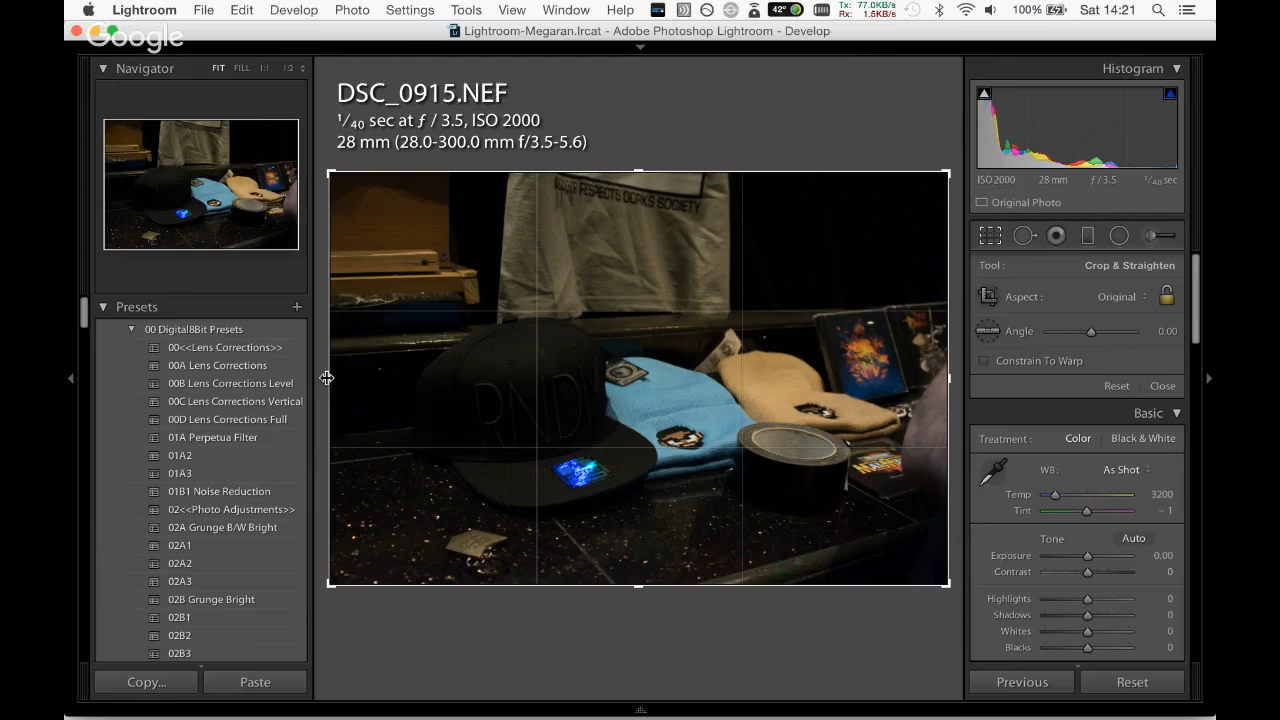 Lightroom File Edit Develop Photo Settings Tools View Window Help 42° Tx: 77.0KB/s Rx: 1.5KB/s 100% Sat 14:21
Google
Lightroom-Megaran.lrcat - Adobe Photoshop Lightroom - Develop
Navigator FIT FILL 1:1 1:2
Presets +
00 Digital8Bit Presets
00<<Lens Corrections>>
00A Lens Corrections
00B Lens Corrections Level
00C Lens Corrections Vertical
00D Lens Corrections Full
01A Perpetua Filter
01A2
01A3
01B1 Noise Reduction
02<<Photo Adjustments>>
02A Grunge B/W Bright
02A1
02A2
02A3
02B Grunge Bright
02B1
02B2
02B3
Copy... Paste
DSC_0915.NEF
1/40 sec at ƒ / 3.5, ISO 2000
28 mm (28.0-300.0 mm f/3.5-5.6)
RESPECTS DORKS SOCIETY
RNDM
Histogram
ISO 2000 28 mm ƒ / 3.5 1/40 sec
Original Photo
Tool : Crop & Straighten
Aspect : Original
Angle 0.00
Constrain To Warp
Reset Close
Basic
Treatment : Color Black & White
WB : As Shot
Temp 3200
Tint - 1
Tone Auto
Exposure 0.00
Contrast 0
Highlights 0
Shadows 0
Whites 0
Blacks 0
Previous Reset